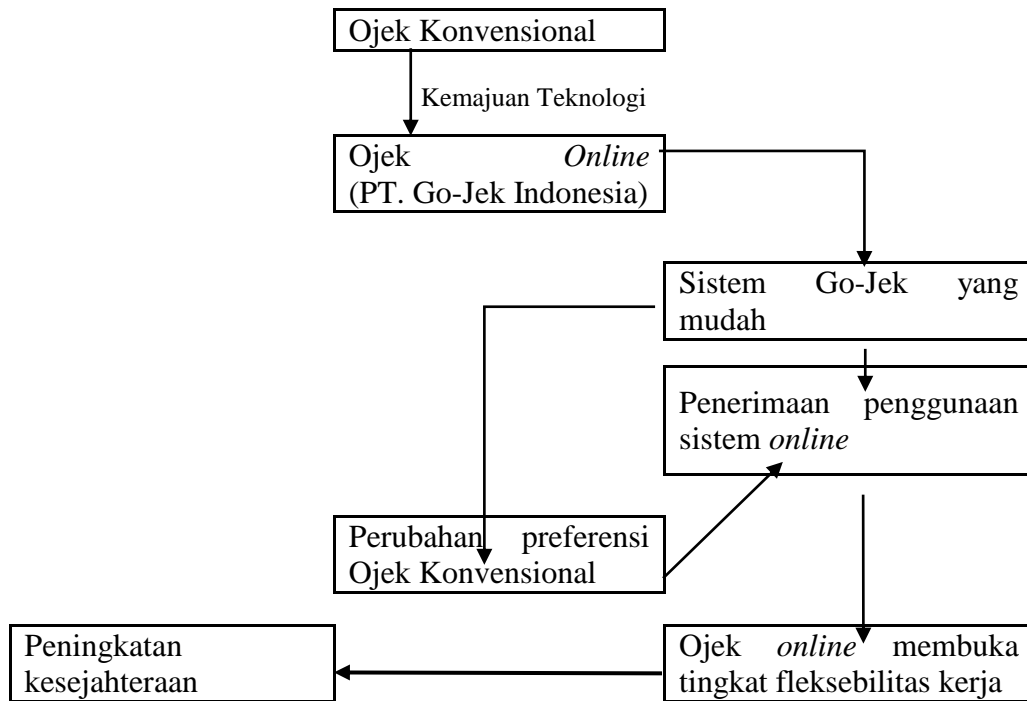 Ojek Konvensional
Kemajuan Teknologi
Ojek Online
(PT. Go-Jek Indonesia)
Sistem Go-Jek yang
mudah
Penerimaan penggunaan
sistem online
Perubahan preferensi
Ojek Konvensional
Peningkatan
kesejahteraan
Ojek online membuka
tingkat fleksebilitas kerja